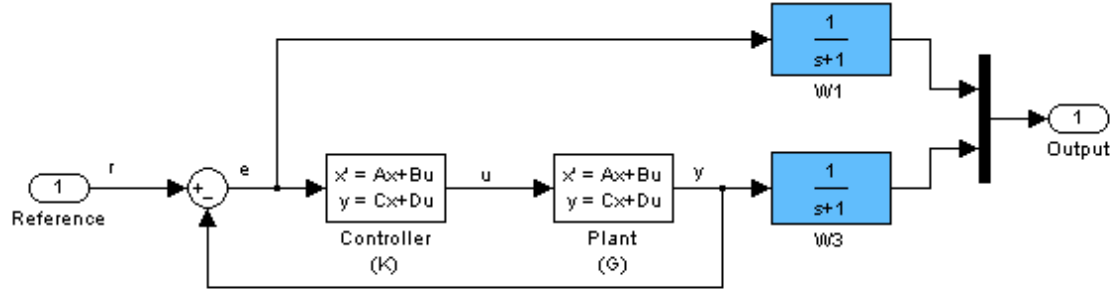 1
s+1
W1
1
Output
r
e
u
y
1
Reference
+
−
x' = Ax+Bu
y = Cx+Du
Controller
(K)
x' = Ax+Bu
y = Cx+Du
Plant
(G)
1
s+1
W3